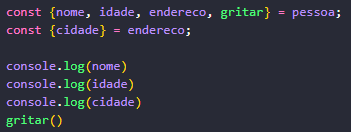 const {nome, idade, endereco, gritar} = pessoa;
const {cidade} = endereco;
console.log(nome)
console.log(idade)
console.log(cidade)
gritar()